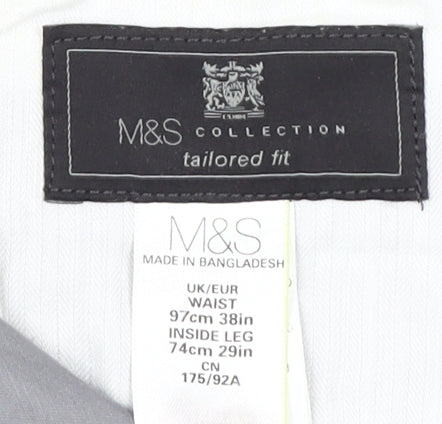 M&S COLLECTION
tailored fit
M&S
MADE IN BANGLADESH
UK/EUR
WAIST
97cm 38in
INSIDE LEG
74cm 29in
CN
175/92A